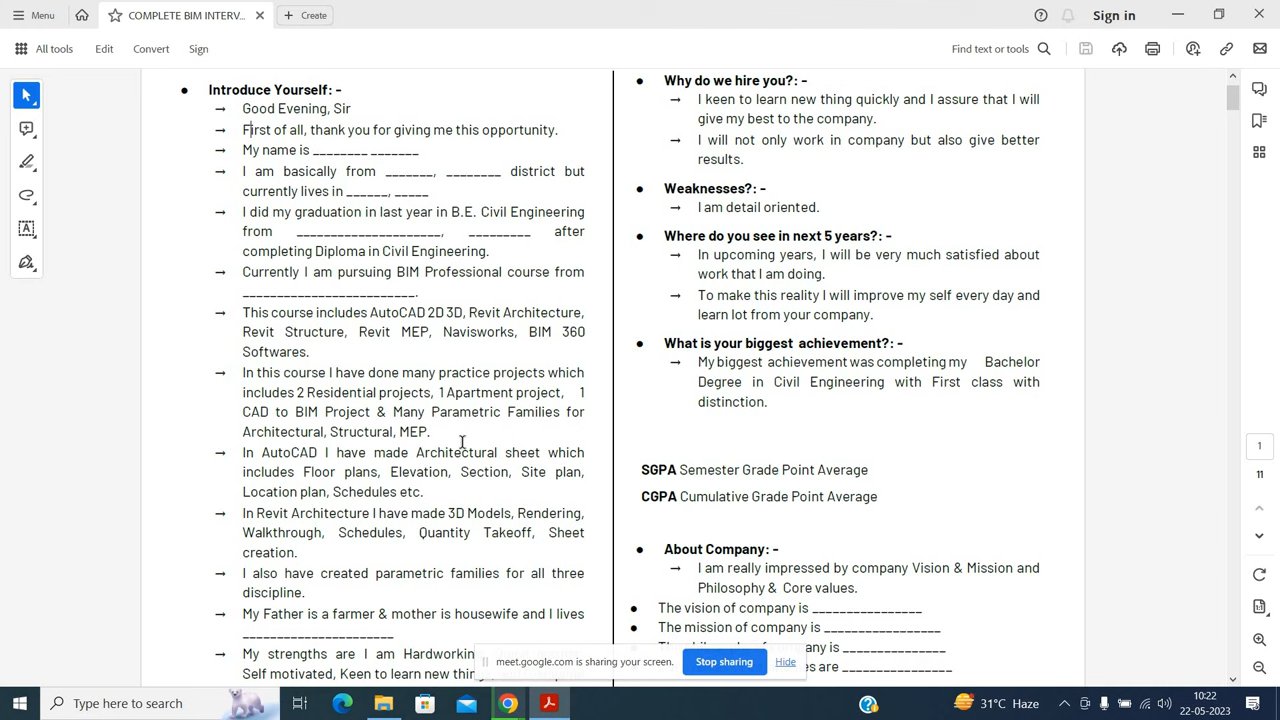 Menu
COMPLETE BIM INTERV...
Create
Sign in
All tools
Edit
Convert
Sign
Find text or tools
● Introduce Yourself: -
→ Good Evening, Sir
→ First of all, thank you for giving me this opportunity.
→ My name is ________ _______
→ I am basically from _______, ________ district but
currently lives in ______, _____
→ I did my graduation in last year in B.E. Civil Engineering
from _____________________, _________ after
completing Diploma in Civil Engineering.
→ Currently I am pursuing BIM Professional course from
_________________________.
→ This course includes AutoCAD 2D 3D, Revit Architecture,
Revit Structure, Revit MEP, Navisworks, BIM 360
Softwares.
→ In this course I have done many practice projects which
includes 2 Residential projects, 1 Apartment project, 1
CAD to BIM Project & Many Parametric Families for
Architectural, Structural, MEP.
→ In AutoCAD I have made Architectural sheet which
includes Floor plans, Elevation, Section, Site plan,
Location plan, Schedules etc.
→ In Revit Architecture I have made 3D Models, Rendering,
Walkthrough, Schedules, Quantity Takeoff, Sheet
creation.
→ I also have created parametric families for all three
discipline.
→ My Father is a farmer & mother is housewife and I lives
______________________
→ My strengths are I am Hardworking
Self motivated, Keen to learn new thing
● Why do we hire you?: -
→ I keen to learn new thing quickly and I assure that I will
give my best to the company.
→ I will not only work in company but also give better
results.
● Weaknesses?: -
→ I am detail oriented.
● Where do you see in next 5 years?: -
→ In upcoming years, I will be very much satisfied about
work that I am doing.
→ To make this reality I will improve my self every day and
learn lot from your company.
● What is your biggest achievement?: -
→ My biggest achievement was completing my Bachelor
Degree in Civil Engineering with First class with
distinction.
SGPA Semester Grade Point Average
CGPA Cumulative Grade Point Average
● About Company: -
→ I am really impressed by company Vision & Mission and
Philosophy & Core values.
● The vision of company is ________________
● The mission of company is _________________
is _______________
are ________________
1
11
meet.google.com is sharing your screen.
Stop sharing
Hide
Type here to search
31°C Haze
10:22
22-05-2023